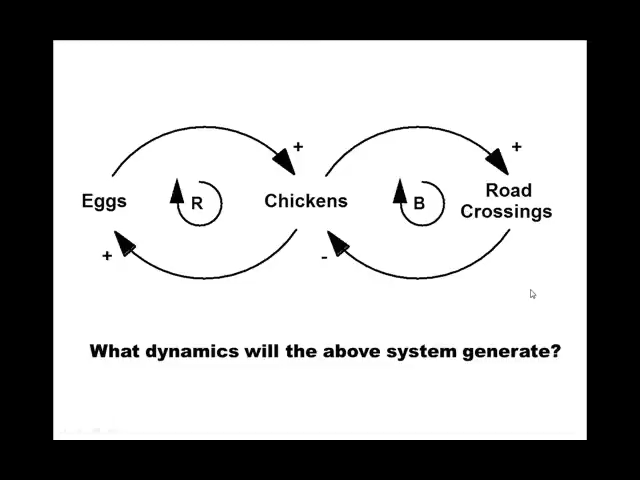 +
+
Eggs
R
Chickens
B
Road
Crossings
+
-
What dynamics will the above system generate?